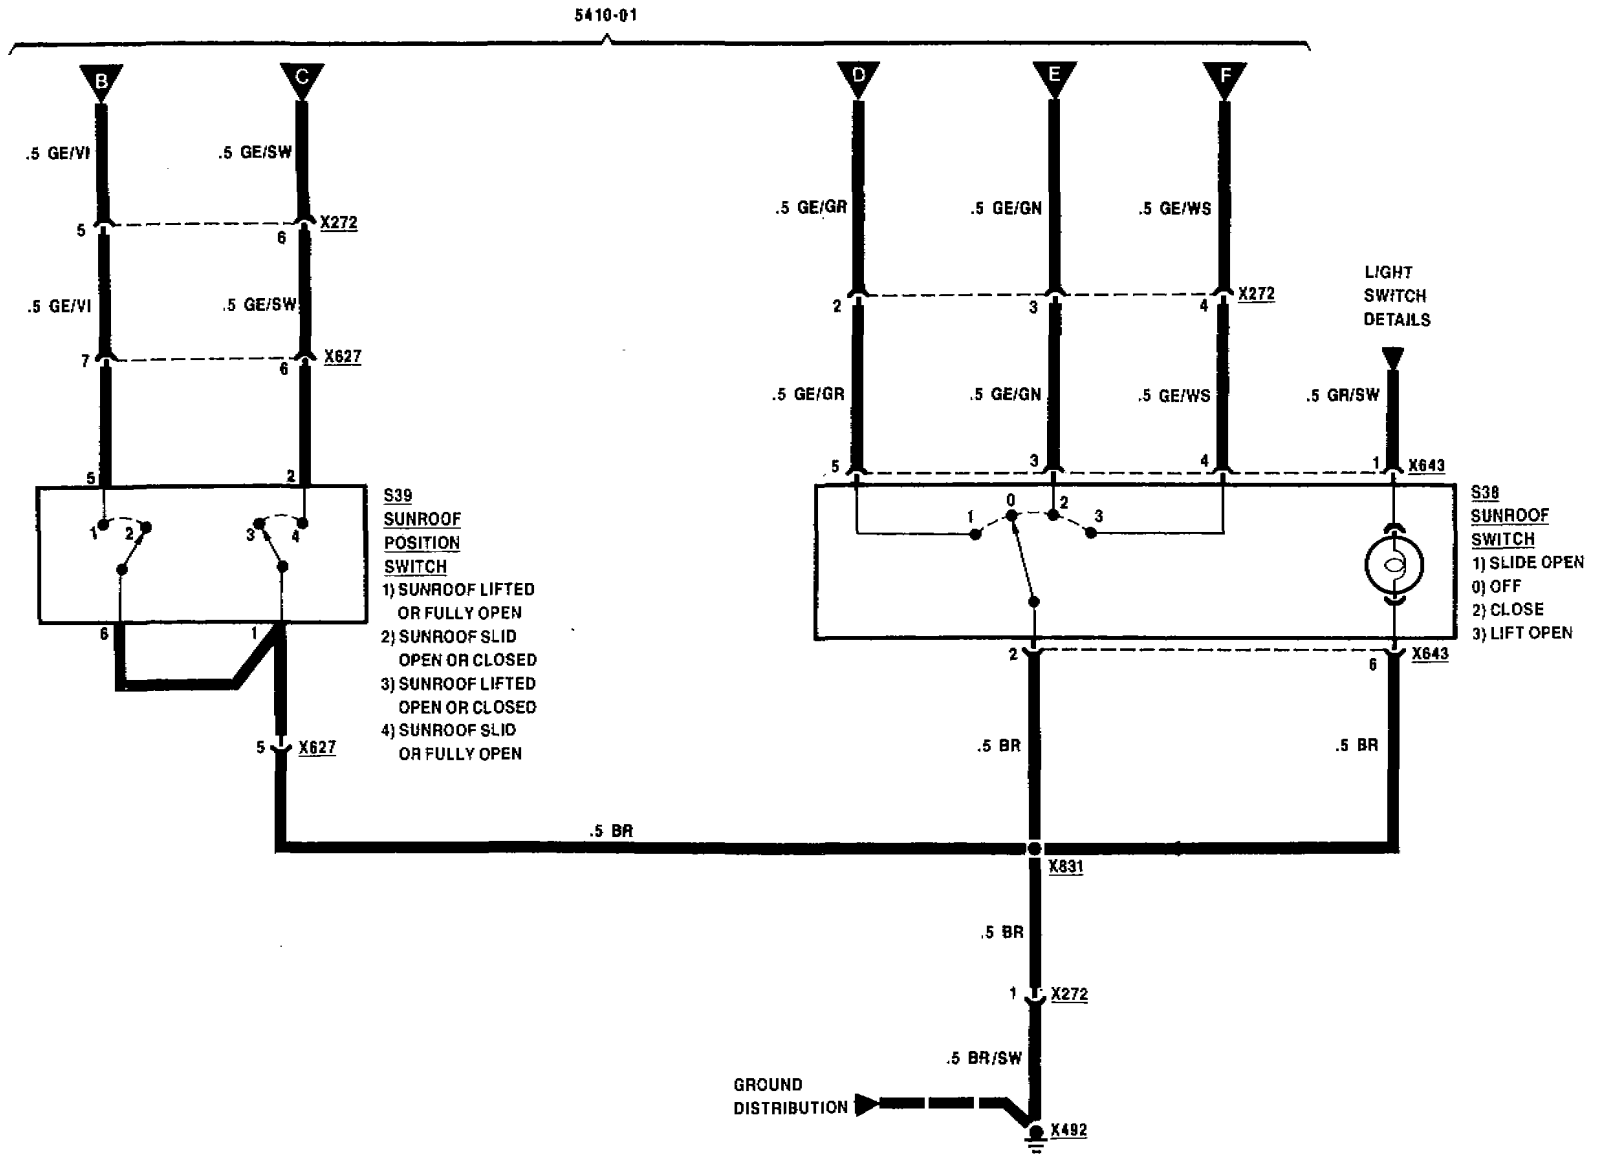 5410-01
B
C
D
E
F
.5 GE/VI
.5 GE/SW
.5 GE/GR
.5 GE/GN
.5 GE/WS
5
6
X272
2
3
4
X272
LIGHT
SWITCH
DETAILS
.5 GE/VI
.5 GE/SW
7
6
X627
.5 GE/GR
.5 GE/GN
.5 GE/WS
.5 GR/SW
5
3
4
1
X643
5
2
1
2
3
4
S39
SUNROOF
POSITION
SWITCH
1) SUNROOF LIFTED
OR FULLY OPEN
2) SUNROOF SLID
OPEN OR CLOSED
3) SUNROOF LIFTED
OPEN OR CLOSED
4) SUNROOF SLID
OR FULLY OPEN
1
0
2
3
S38
SUNROOF
SWITCH
1) SLIDE OPEN
0) OFF
2) CLOSE
3) LIFT OPEN
6
1
2
6
X643
5
X627
.5 BR
.5 BR
.5 BR
X831
.5 BR
1
X272
.5 BR/SW
GROUND
DISTRIBUTION
X492